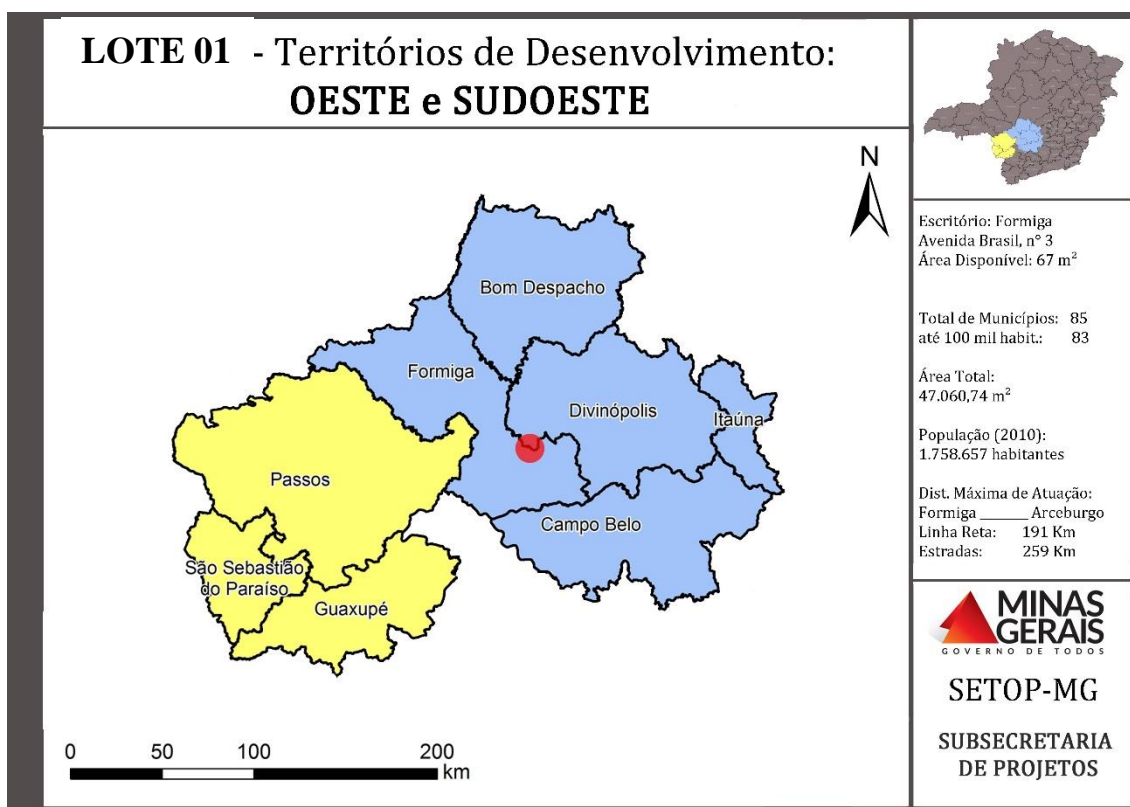 LOTE 01 - Territórios de Desenvolvimento:
OESTE e SUDOESTE
N
Bom Despacho
Formiga
Divinópolis
Itaúna
Passos
Campo Belo
São Sebastião
do Paraíso
Guaxupé
0 50 100 200
km
Escritório: Formiga
Avenida Brasil, n° 3
Área Disponível: 67 m²
Total de Municípios: 85
até 100 mil habit.: 83
Área Total:
47.060,74 m²
População (2010):
1.758.657 habitantes
Dist. Máxima de Atuação:
Formiga ______ Arceburgo
Linha Reta: 191 Km
Estradas: 259 Km
MINAS
GERAIS
GOVERNO DE TODOS
SETOP-MG
SUBSECRETARIA
DE PROJETOS